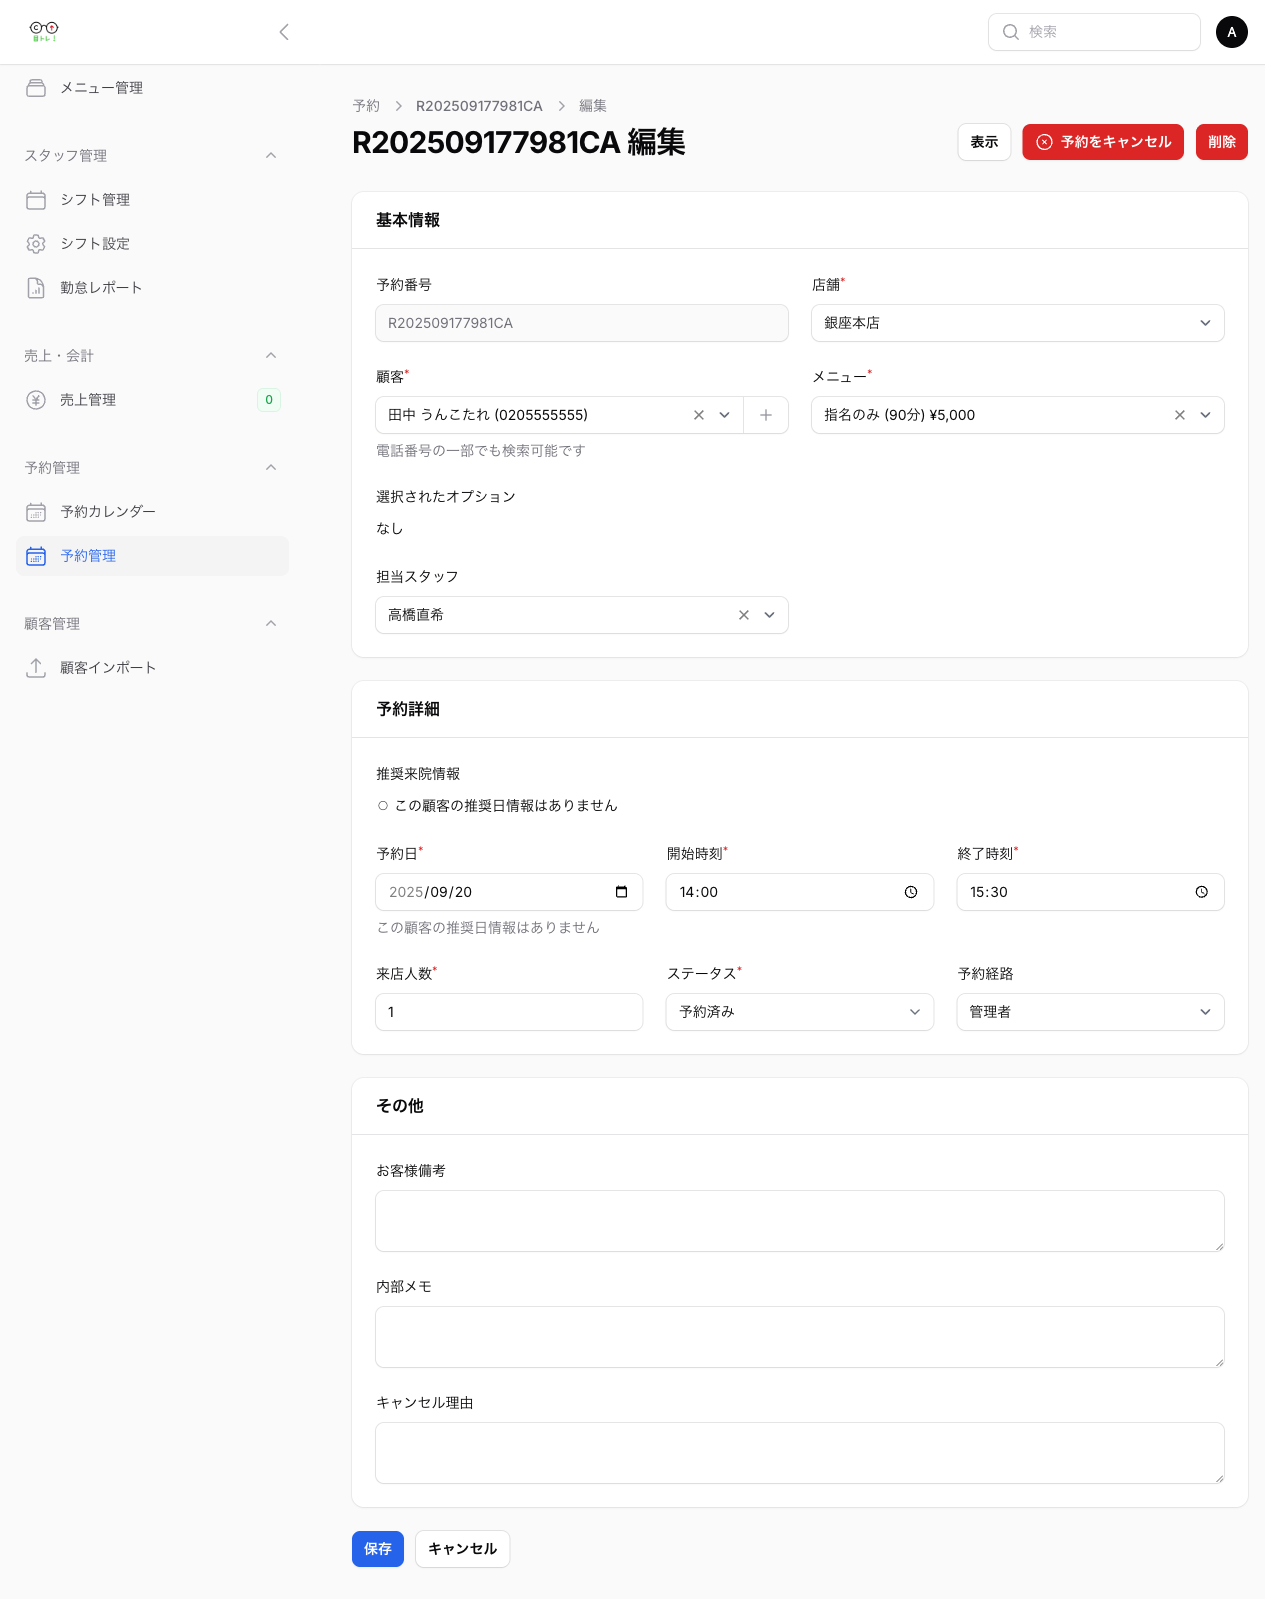 目トレ！
検索
A
メニュー管理
スタッフ管理
シフト管理
シフト設定
勤怠レポート
売上・会計
売上管理
0
予約管理
予約カレンダー
予約管理
顧客管理
顧客インポート
予約 > R202509177981CA > 編集
R202509177981CA 編集
表示
予約をキャンセル
削除
基本情報
予約番号
R202509177981CA
店舗*
銀座本店
顧客*
田中 うんこたれ (0205555555)
電話番号の一部でも検索可能です
メニュー*
指名のみ (90分) ¥5,000
選択されたオプション
なし
担当スタッフ
高橋直希
予約詳細
推奨来院情報
○ この顧客の推奨日情報はありません
予約日*
2025/09/20
この顧客の推奨日情報はありません
開始時刻*
14:00
終了時刻*
15:30
来店人数*
1
ステータス*
予約済み
予約経路
管理者
その他
お客様備考
内部メモ
キャンセル理由
保存
キャンセル